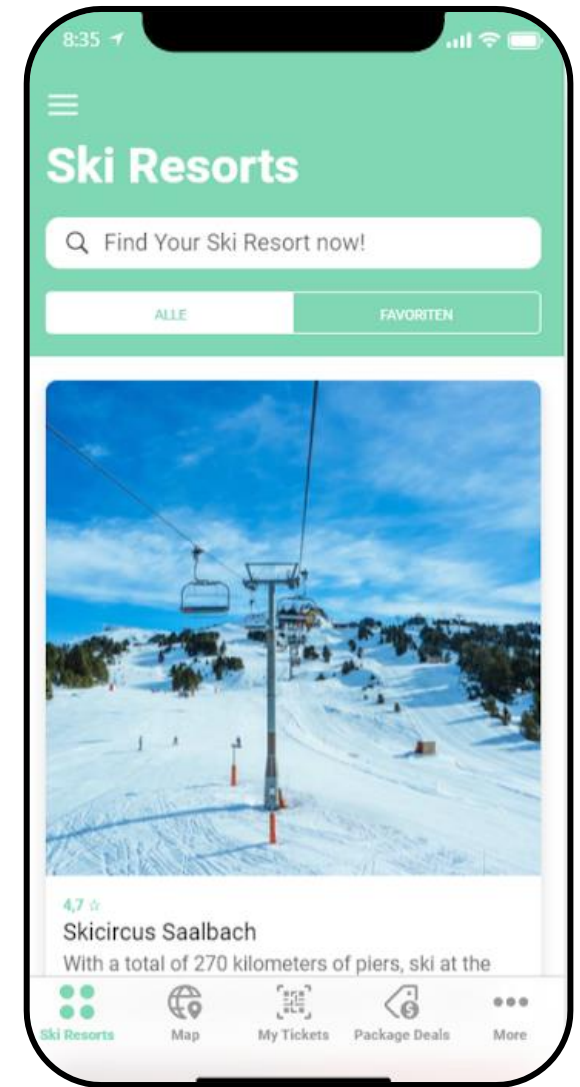 8:35
Ski Resorts
Find Your Ski Resort now!
ALLE FAVORITEN
4,7 ☆
Skicircus Saalbach
With a total of 270 kilometers of piers, ski at the
Ski Resorts Map My Tickets Package Deals More